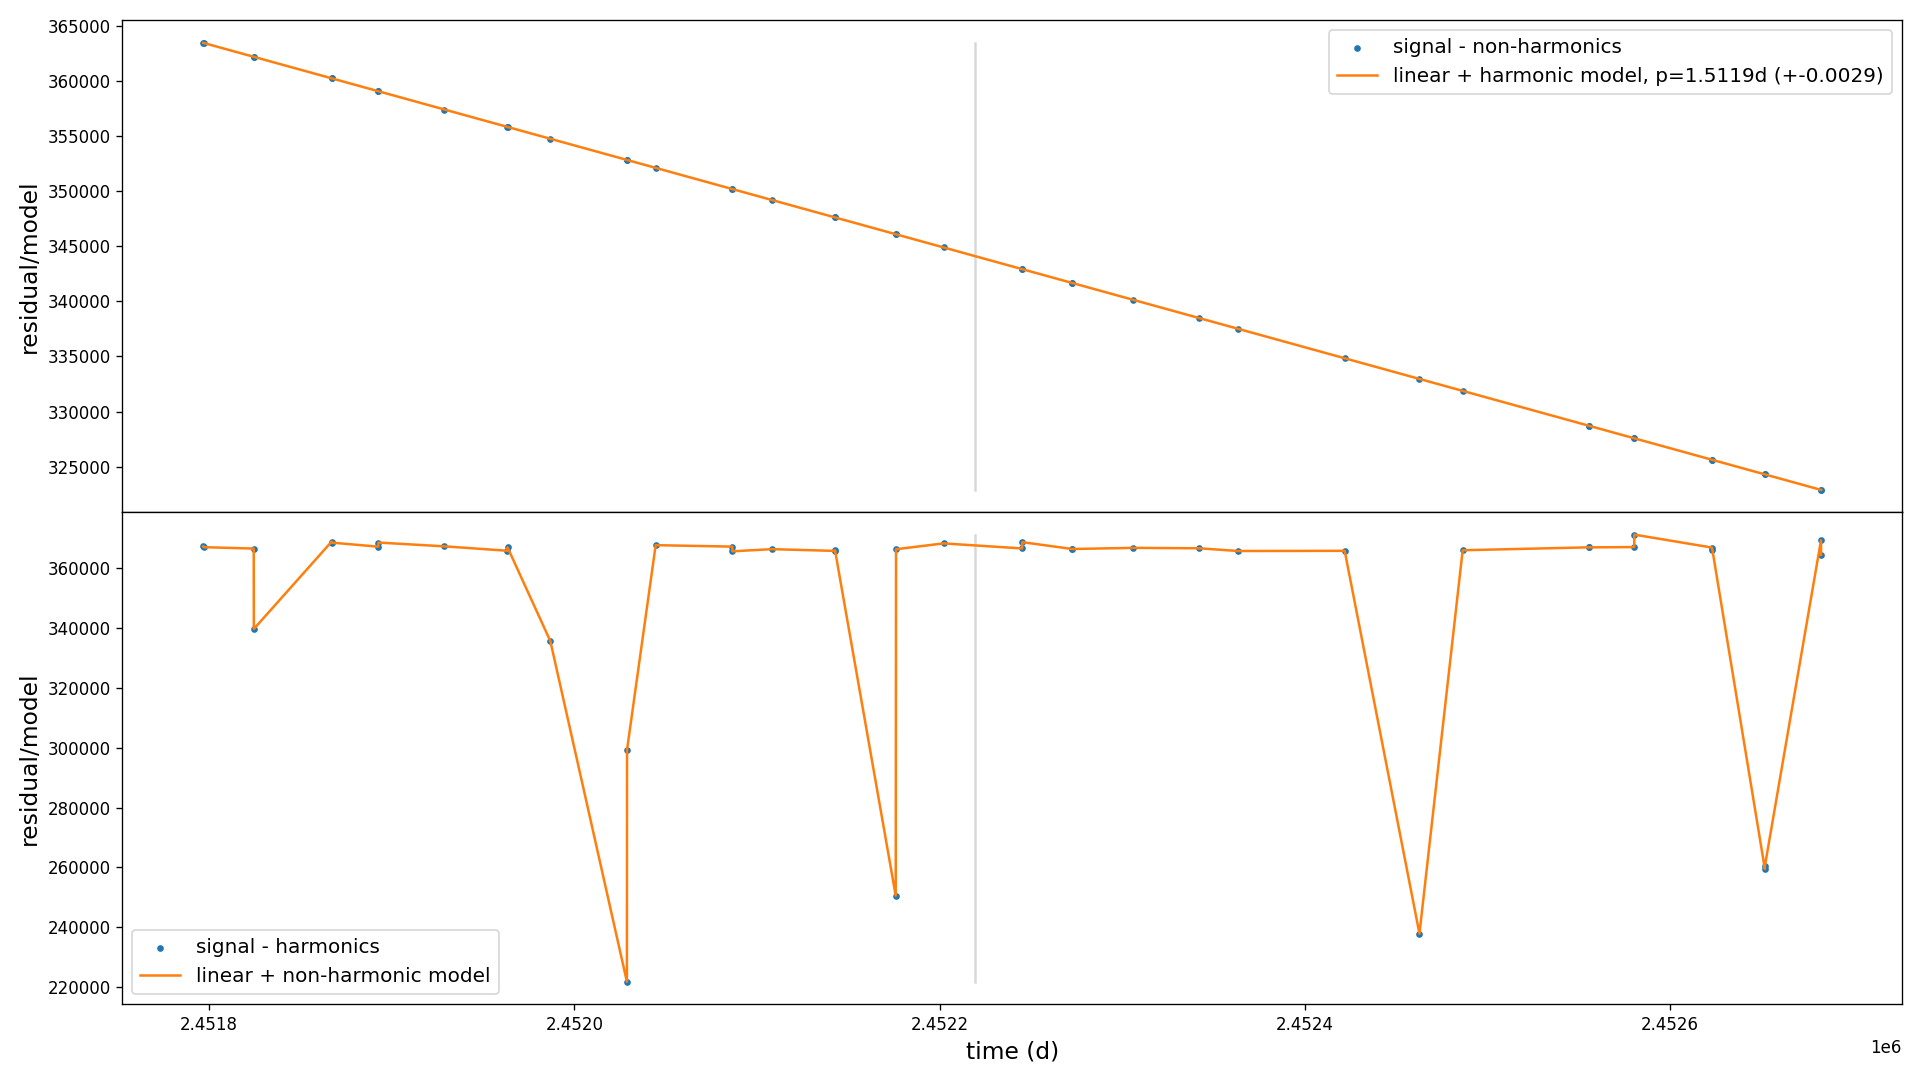 365000
360000
355000
350000
345000
340000
335000
330000
325000
residual/model
signal - non-harmonics
linear + harmonic model, p=1.5119d (+-0.0029)
360000
340000
320000
300000
280000
260000
240000
220000
residual/model
signal - harmonics
linear + non-harmonic model
2.4518 2.4520 2.4522 2.4524 2.4526
1e6
time (d)